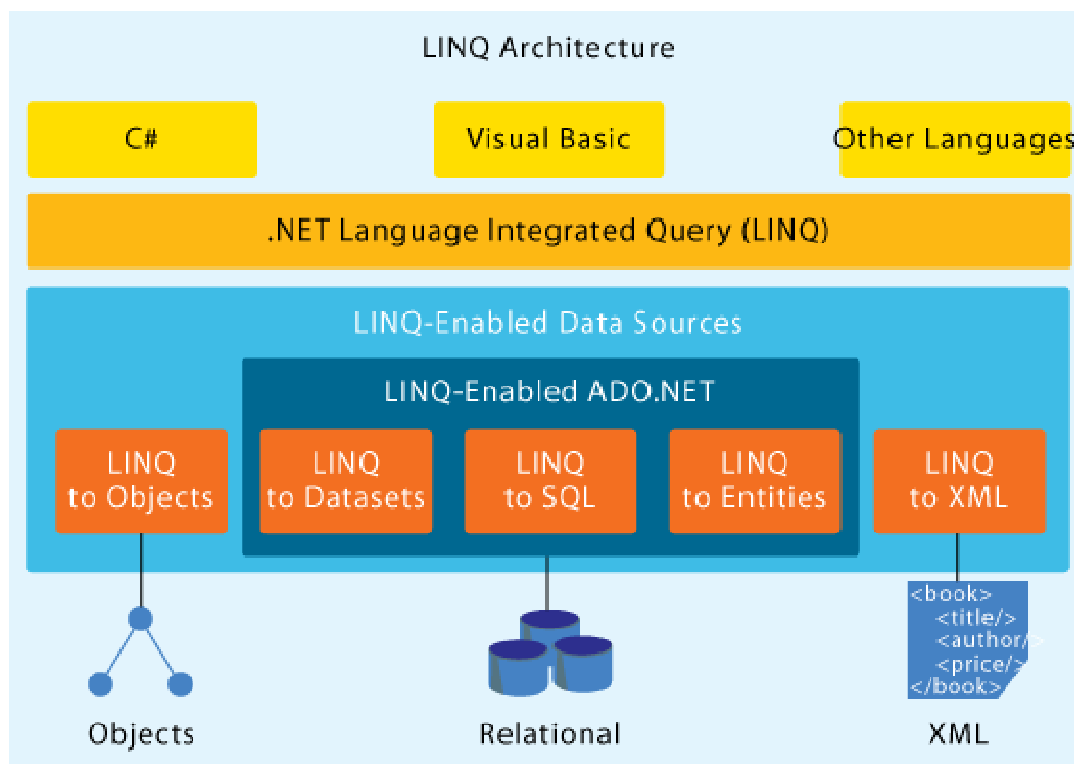 LINQ Architecture
C#
Visual Basic
Other Languages
.NET Language Integrated Query (LINQ)
LINQ-Enabled Data Sources
LINQ-Enabled ADO.NET
LINQ
to Objects
LINQ
to Datasets
LINQ
to SQL
LINQ
to Entities
LINQ
to XML
<book>
<title/>
<author/>
<price/>
</book>
Objects
Relational
XML